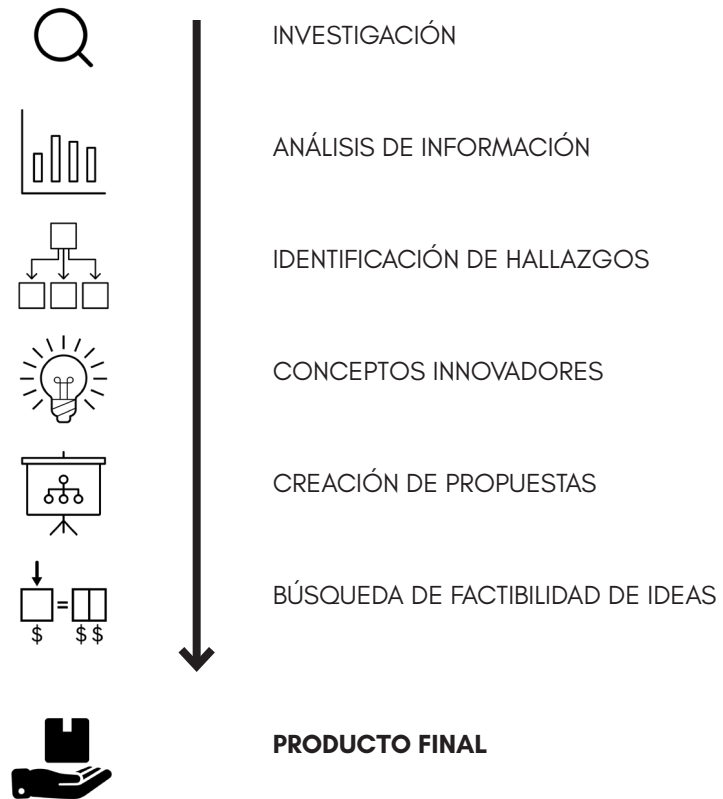 INVESTIGACIÓN
ANÁLISIS DE INFORMACIÓN
IDENTIFICACIÓN DE HALLAZGOS
CONCEPTOS INNOVADORES
CREACIÓN DE PROPUESTAS
BÚSQUEDA DE FACTIBILIDAD DE IDEAS
=
$ $$
PRODUCTO FINAL